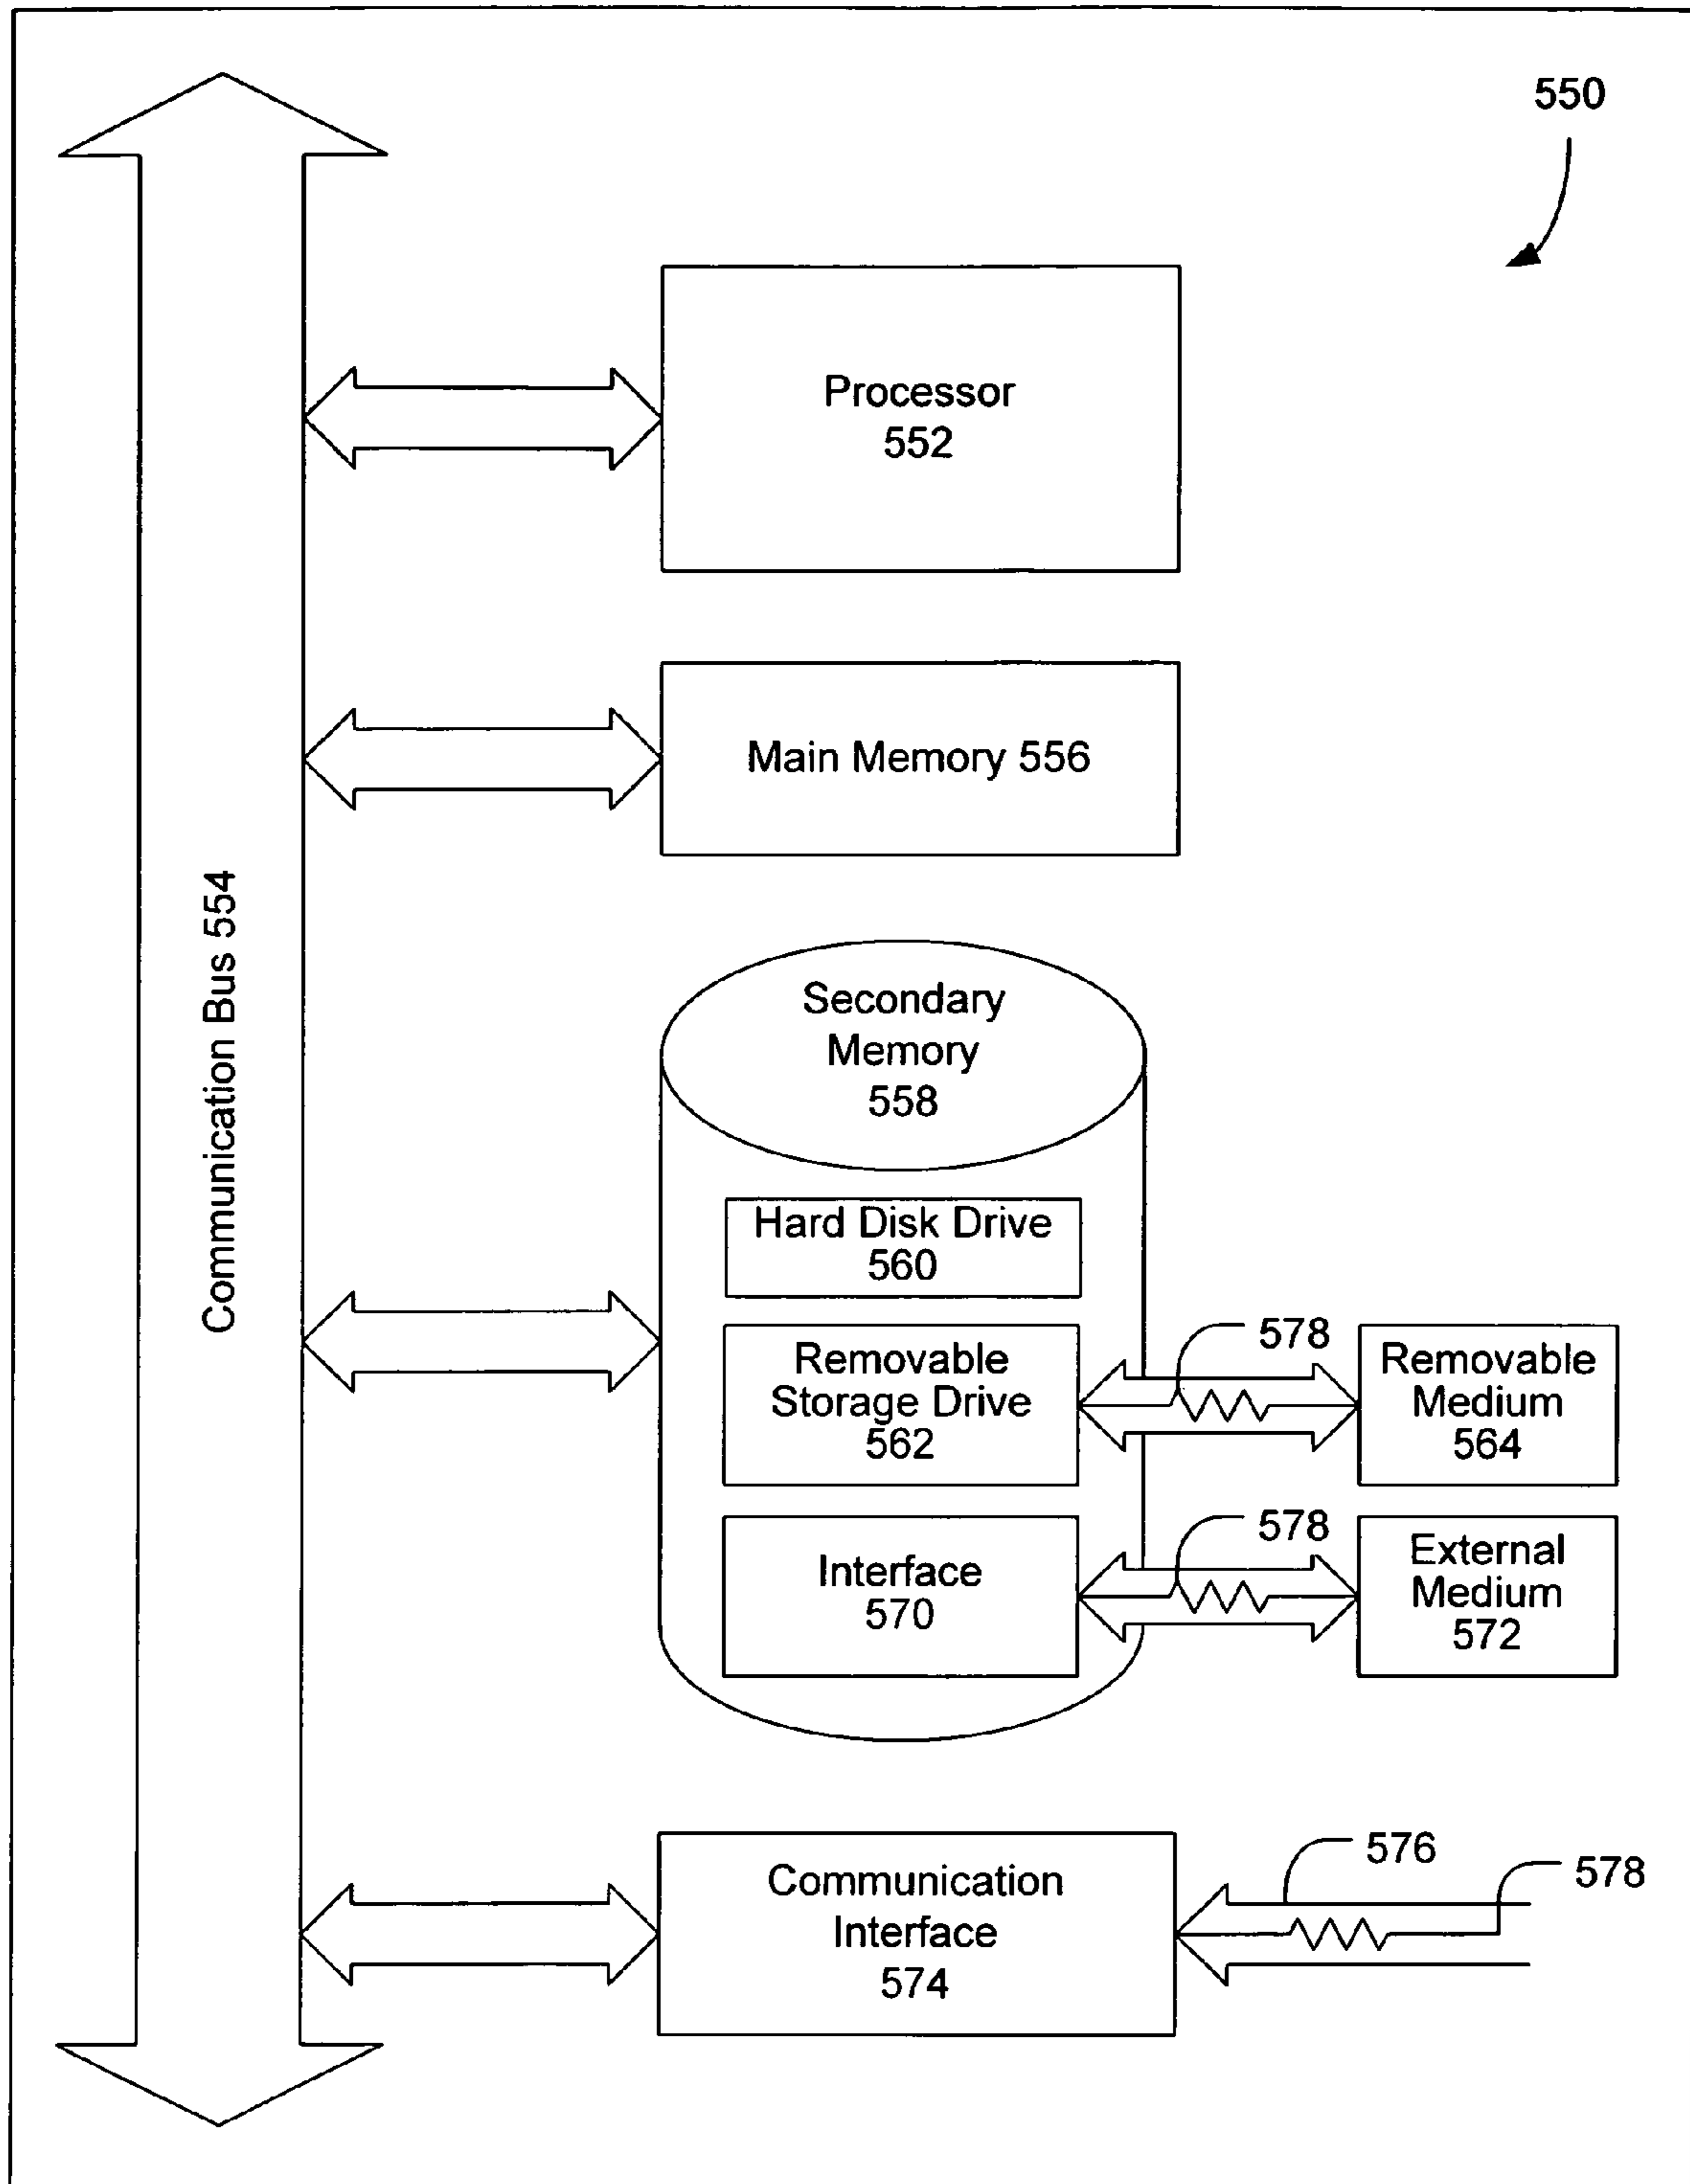 550
Processor
552
Main Memory 556
Communication Bus 554
Secondary
Memory
558
Hard Disk Drive
560
Removable
Storage Drive
562
578
Removable
Medium
564
Interface
570
578
External
Medium
572
Communication
Interface
574
576
578